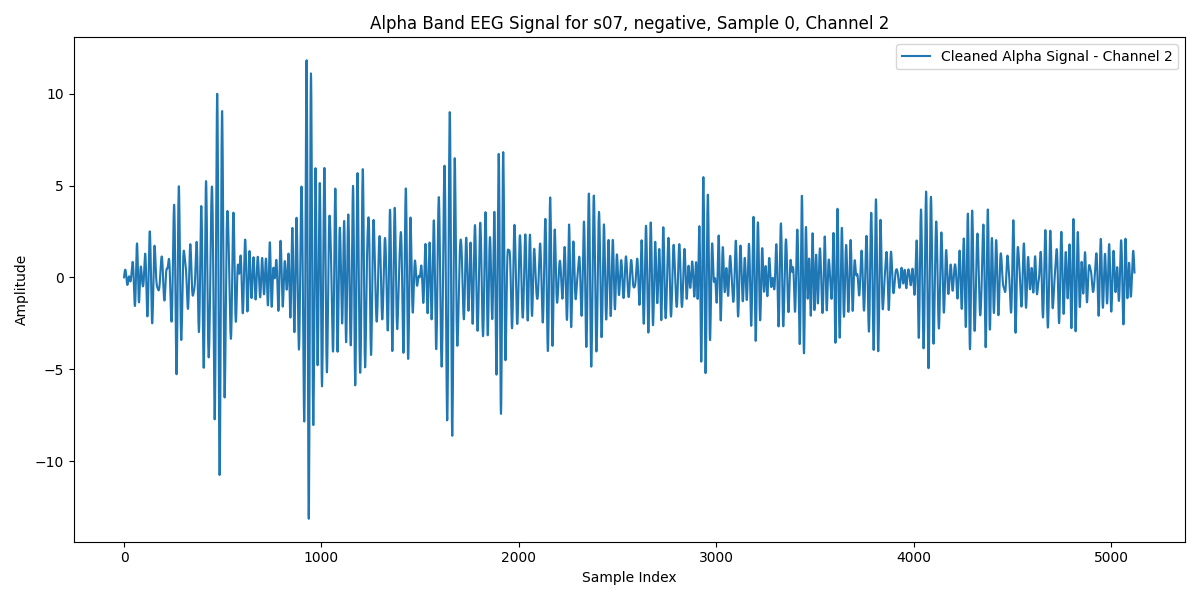 Alpha Band EEG Signal for s07, negative, Sample 0, Channel 2
Cleaned Alpha Signal - Channel 2
Amplitude
10
5
0
−5
−10
0 1000 2000 3000 4000 5000
Sample Index